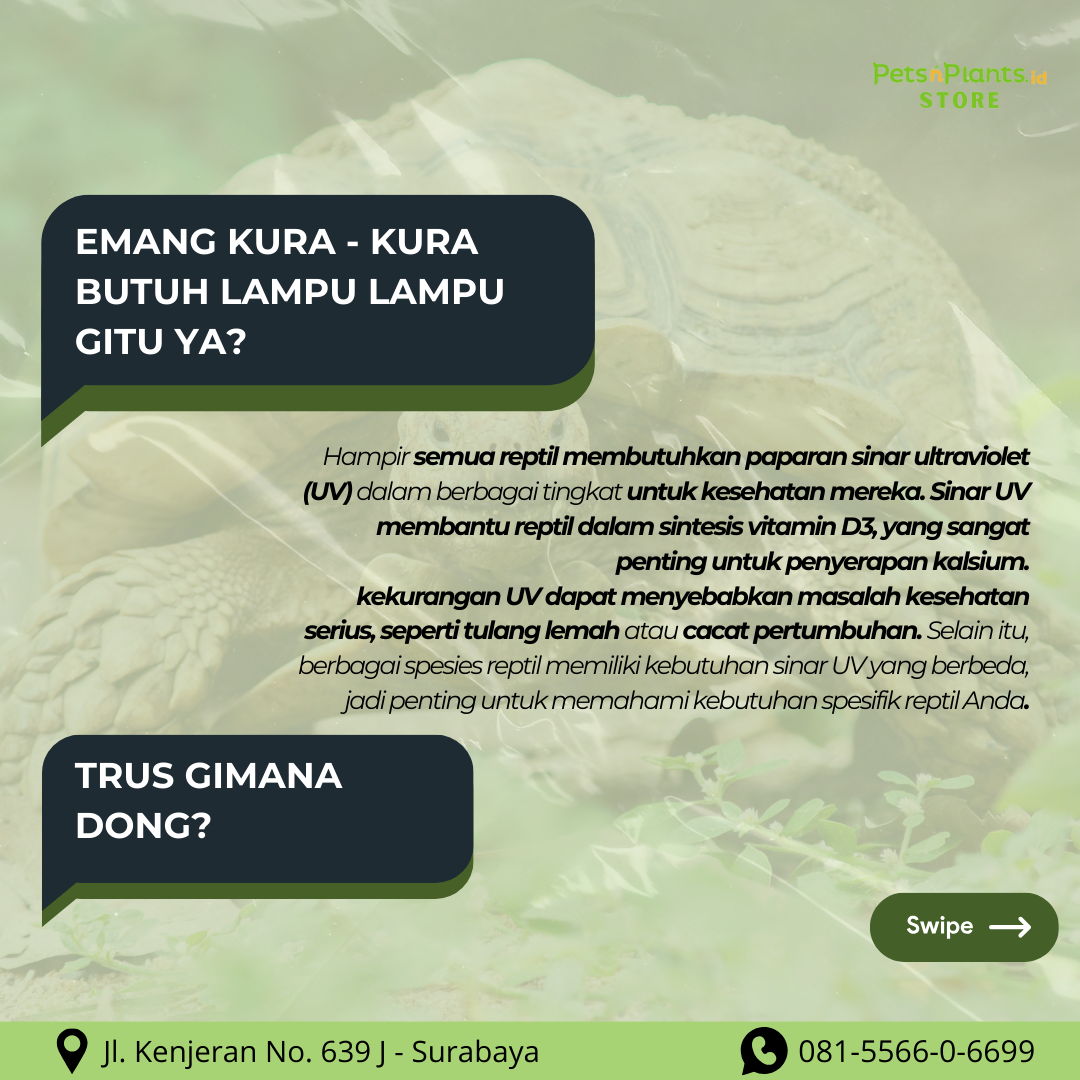 PetsnPlants.id
STORE
EMANG KURA - KURA
BUTUH LAMPU LAMPU
GITU YA?
Hampir semua reptil membutuhkan paparan sinar ultraviolet
(UV) dalam berbagai tingkat untuk kesehatan mereka. Sinar UV
membantu reptil dalam sintesis vitamin D3, yang sangat
penting untuk penyerapan kalsium.
kekurangan UV dapat menyebabkan masalah kesehatan
serius, seperti tulang lemah atau cacat pertumbuhan. Selain itu,
berbagai spesies reptil memiliki kebutuhan sinar UV yang berbeda,
jadi penting untuk memahami kebutuhan spesifik reptil Anda.
TRUS GIMANA
DONG?
Swipe
Jl. Kenjeran No. 639 J - Surabaya
081-5566-0-6699